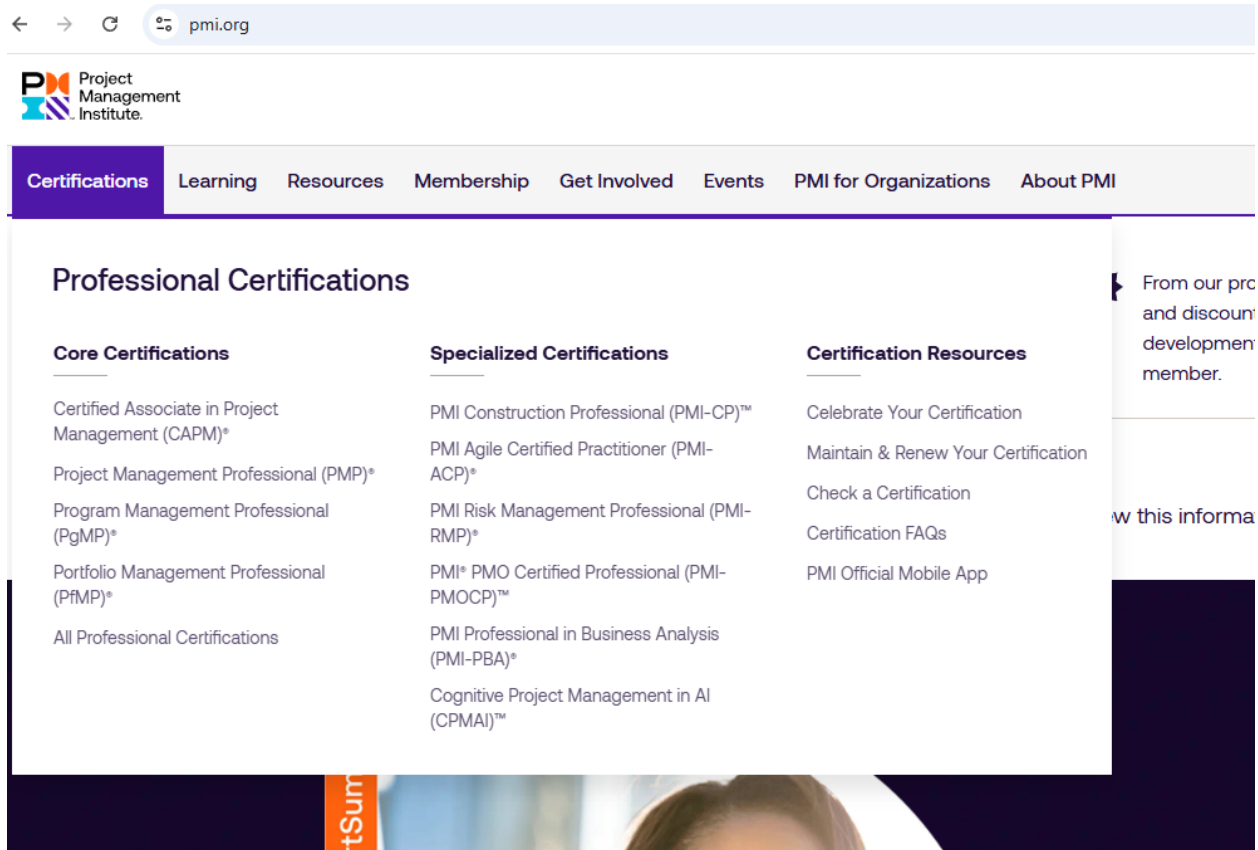 pmi.org
Project
Management
Institute.
Certifications Learning Resources Membership Get Involved Events PMI for Organizations About PMI
Professional Certifications
Core Certifications
Certified Associate in Project
Management (CAPM)®
Project Management Professional (PMP)®
Program Management Professional
(PgMP)®
Portfolio Management Professional
(PfMP)®
All Professional Certifications
Specialized Certifications
PMI Construction Professional (PMI-CP)™
PMI Agile Certified Practitioner (PMI-
ACP)®
PMI Risk Management Professional (PMI-
RMP)®
PMI® PMO Certified Professional (PMI-
PMOCP)™
PMI Professional in Business Analysis
(PMI-PBA)®
Cognitive Project Management in AI
(CPMAI)™
Certification Resources
Celebrate Your Certification
Maintain & Renew Your Certification
Check a Certification
Certification FAQs
PMI Official Mobile App
From our pro
and discount
development
member.
w this informa
rtSum